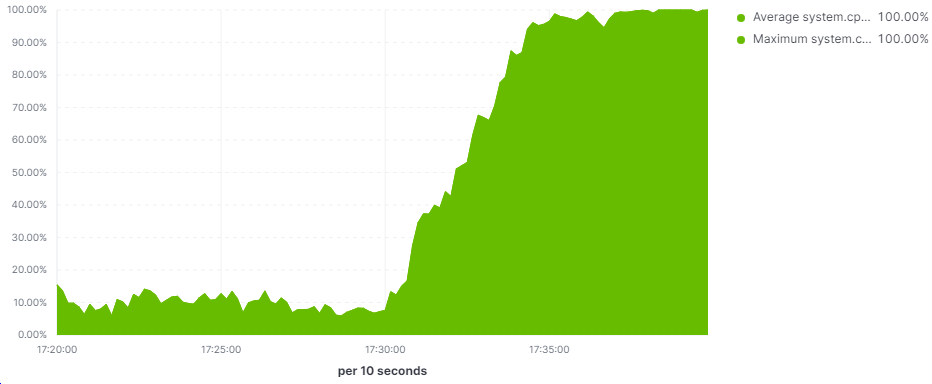 100.00%
90.00%
80.00%
70.00%
60.00%
50.00%
40.00%
30.00%
20.00%
10.00%
0.00%
17:20:00 17:25:00 17:30:00 17:35:00
per 10 seconds
Average system.cp... 100.00%
Maximum system.c... 100.00%